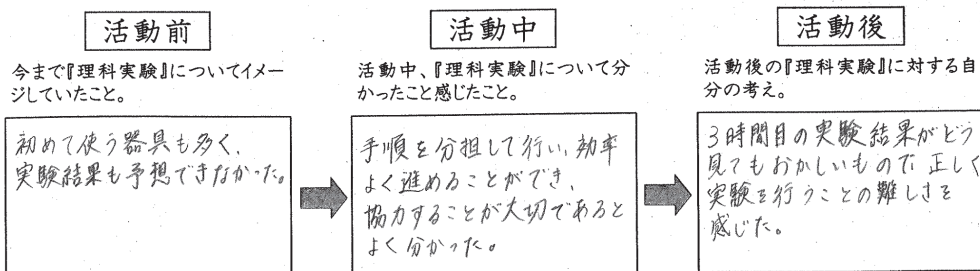 活動前
今まで『理科実験』についてイメー
ジしていたこと。
初めて使う器具も多く、
実験結果も予想できなかった。
活動中
活動中、『理科実験』について分
かったこと感じたこと。
手順を分担して行い、効率
よく進めることができ、
協力することが大切であると
よく分かった。
活動後
活動後の『理科実験』に対する自
分の考え。
3時間目の実験結果がどう
見てもおかしいもので正しく
実験を行うことの難しさを
感じた。